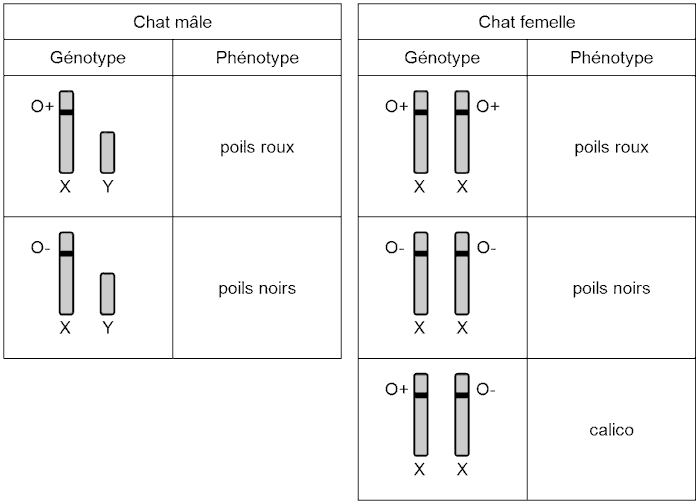 Chat mâle
Génotype Phénotype
O+
X Y
poils roux
O-
X Y
poils noirs
Chat femelle
Génotype Phénotype
O+ O+
X X
poils roux
O- O-
X X
poils noirs
O+ O-
X X
calico